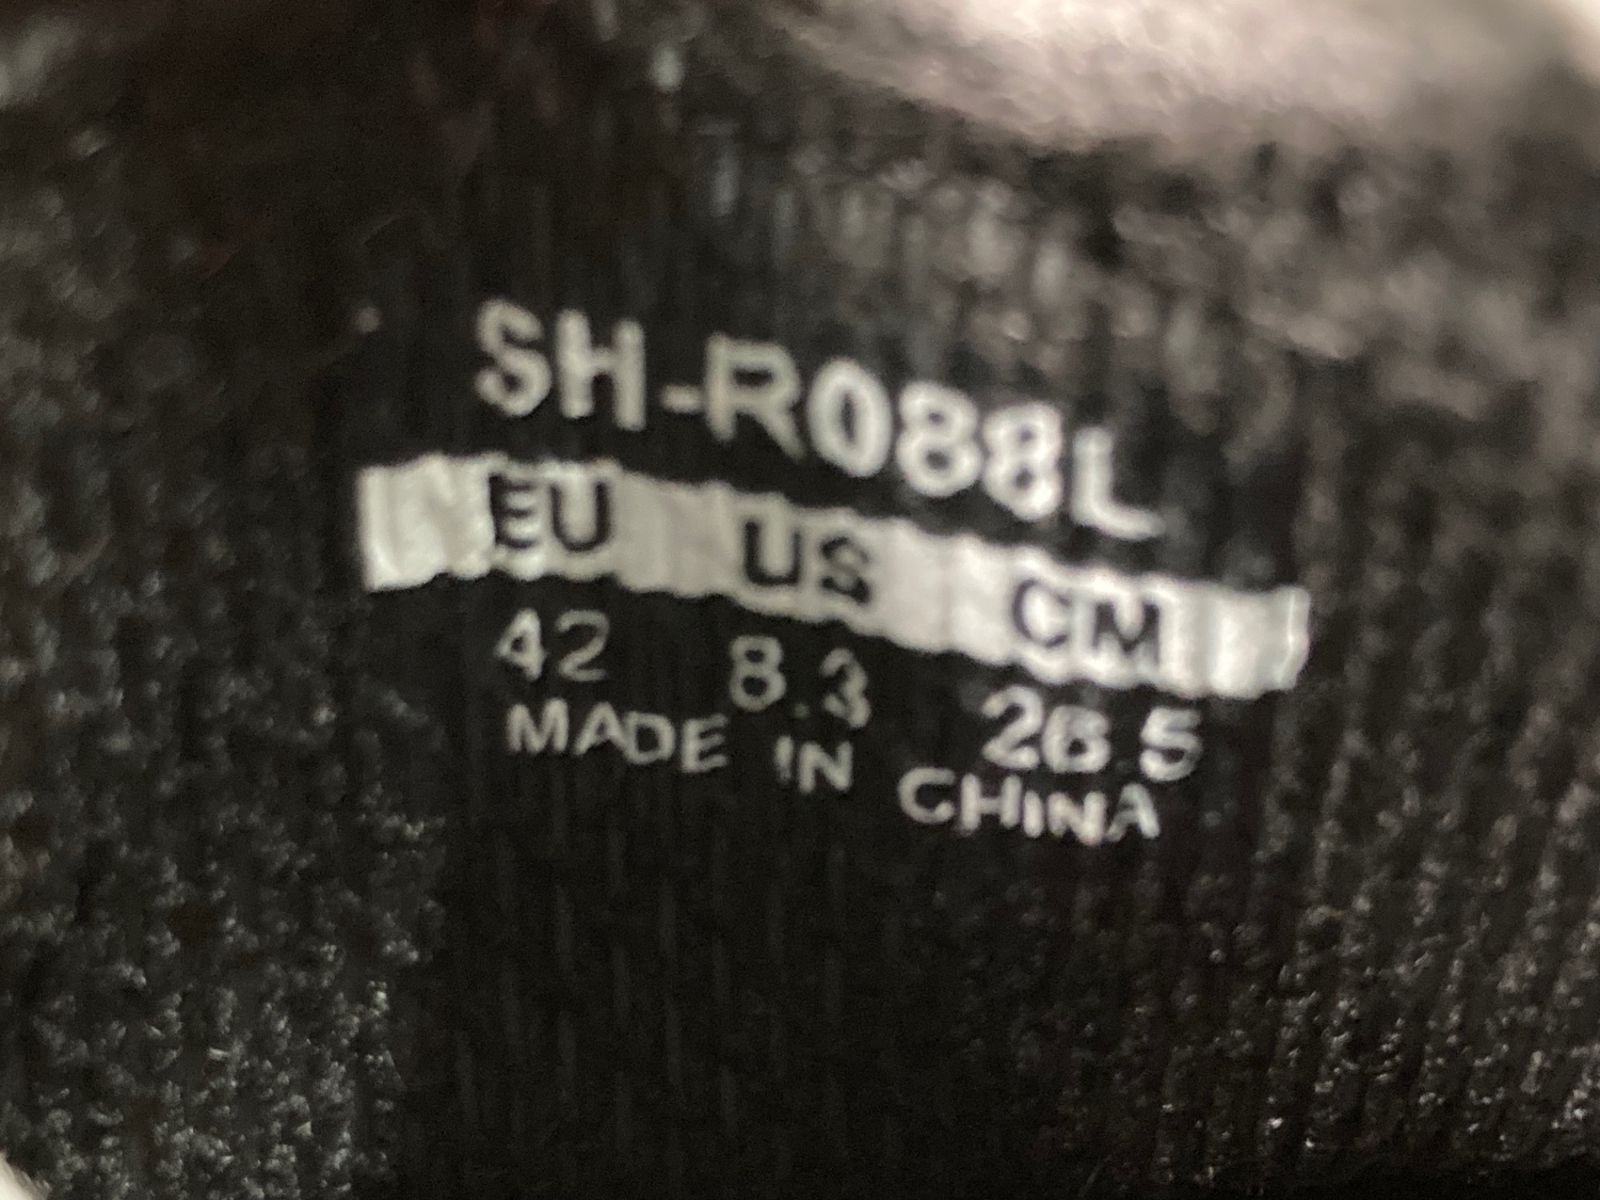 SH-R088L
EU US CM
42 8.3 26.5
MADE IN CHINA